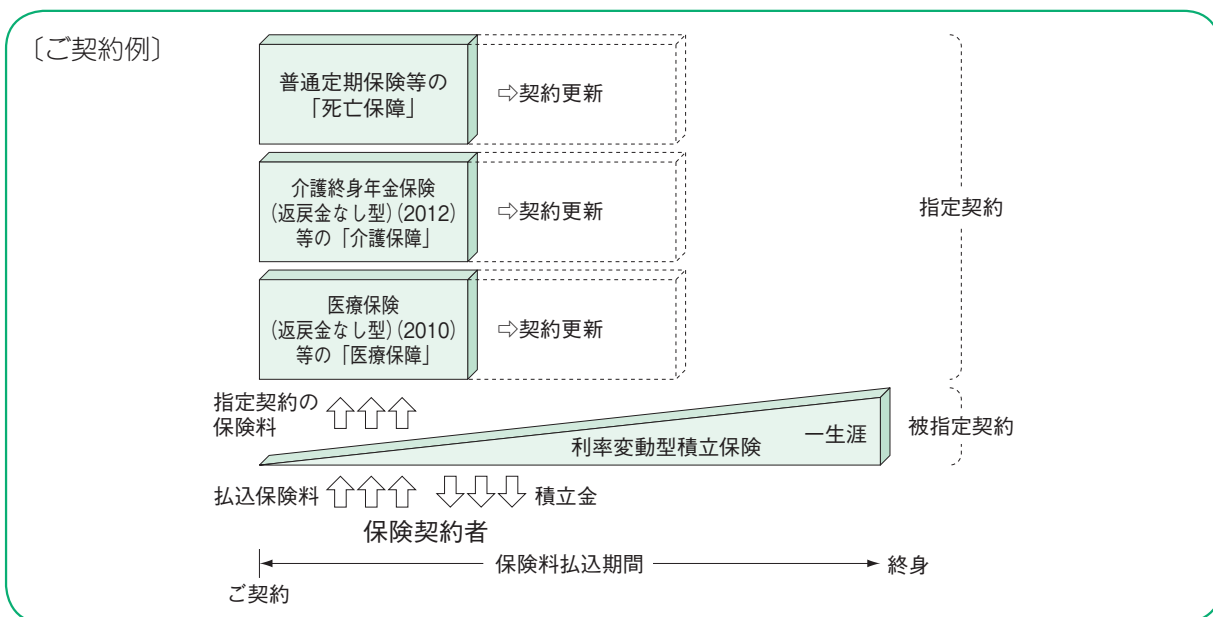 〔ご契約例〕
普通定期保険等の
「死亡保障」
⇨契約更新
介護終身年金保険
(返戻金なし型)(2012)
等の「介護保障」
⇨契約更新
指定契約
医療保険
(返戻金なし型)(2010)
等の「医療保障」
⇨契約更新
指定契約の
保険料
利率変動型積立保険
一生涯
被指定契約
払込保険料
積立金
保険契約者
保険料払込期間
終身
ご契約